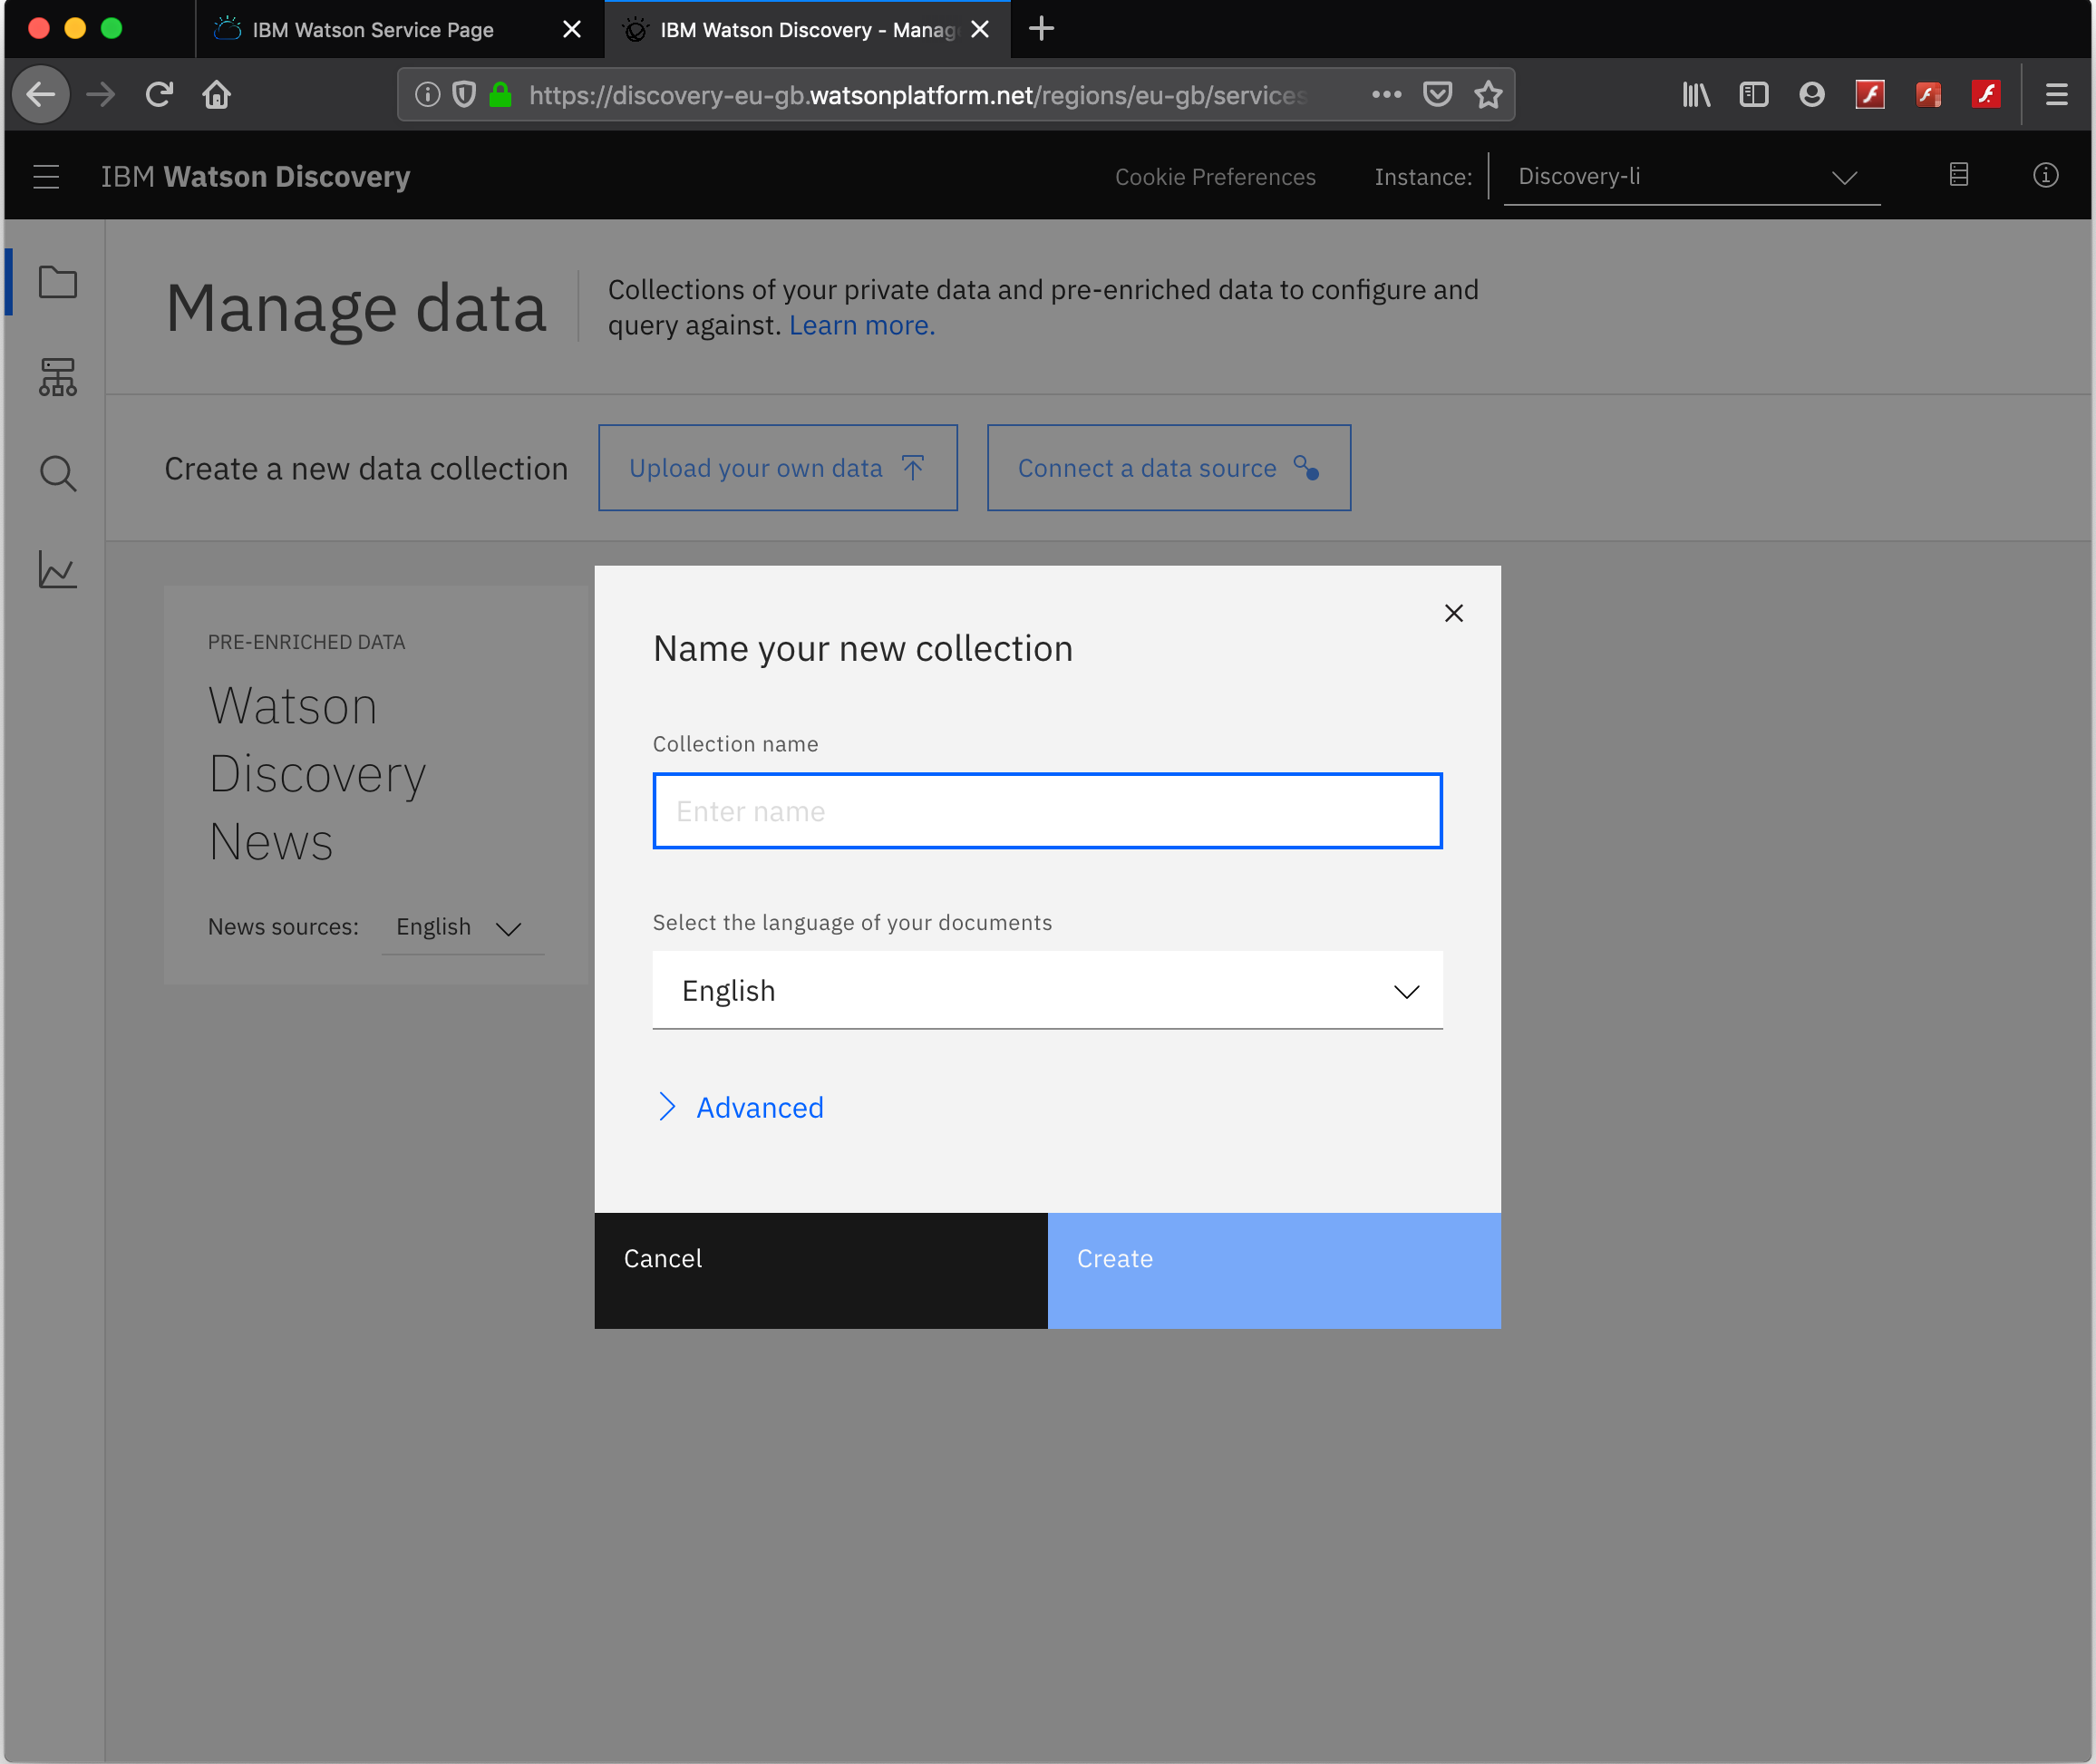 IBM Watson Service Page
IBM Watson Discovery - Manag
https://discovery-eu-gb.watsonplatform.net/regions/eu-gb/services
IBM Watson Discovery
Cookie Preferences
Instance:
Discovery-li
Manage data
Collections of your private data and pre-enriched data to configure and
query against. Learn more.
Create a new data collection
Upload your own data
Connect a data source
PRE-ENRICHED DATA
Watson
Discovery
News
News sources:
English
Name your new collection
Collection name
Enter name
Select the language of your documents
English
Advanced
Cancel
Create